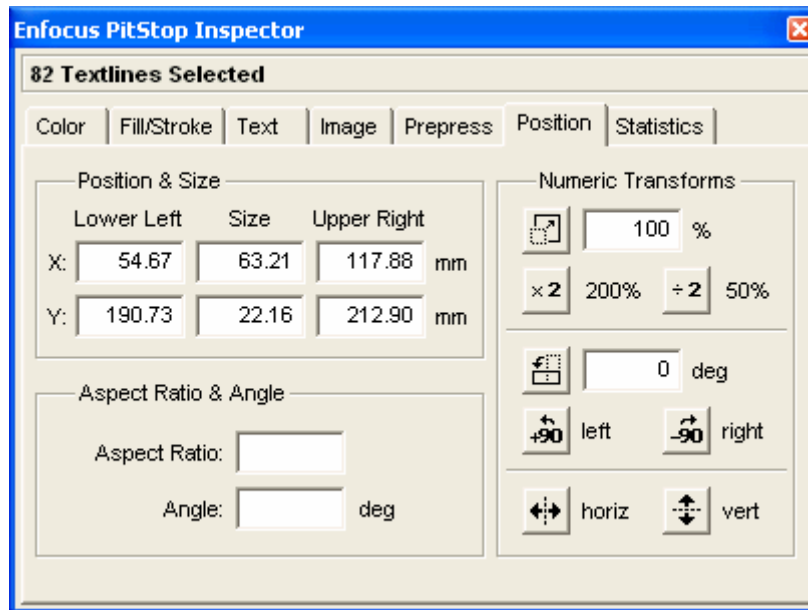 Enfocus PitStop Inspector
82 Textlines Selected
Color Fill/Stroke Text Image Prepress Position Statistics
Position & Size
Lower Left Size Upper Right
X: 54.67 63.21 117.88 mm
Y: 190.73 22.16 212.90 mm
Aspect Ratio & Angle
Aspect Ratio:
Angle: deg
Numeric Transforms
100 %
×2 200% ÷2 50%
0 deg
+90 left -90 right
horiz vert